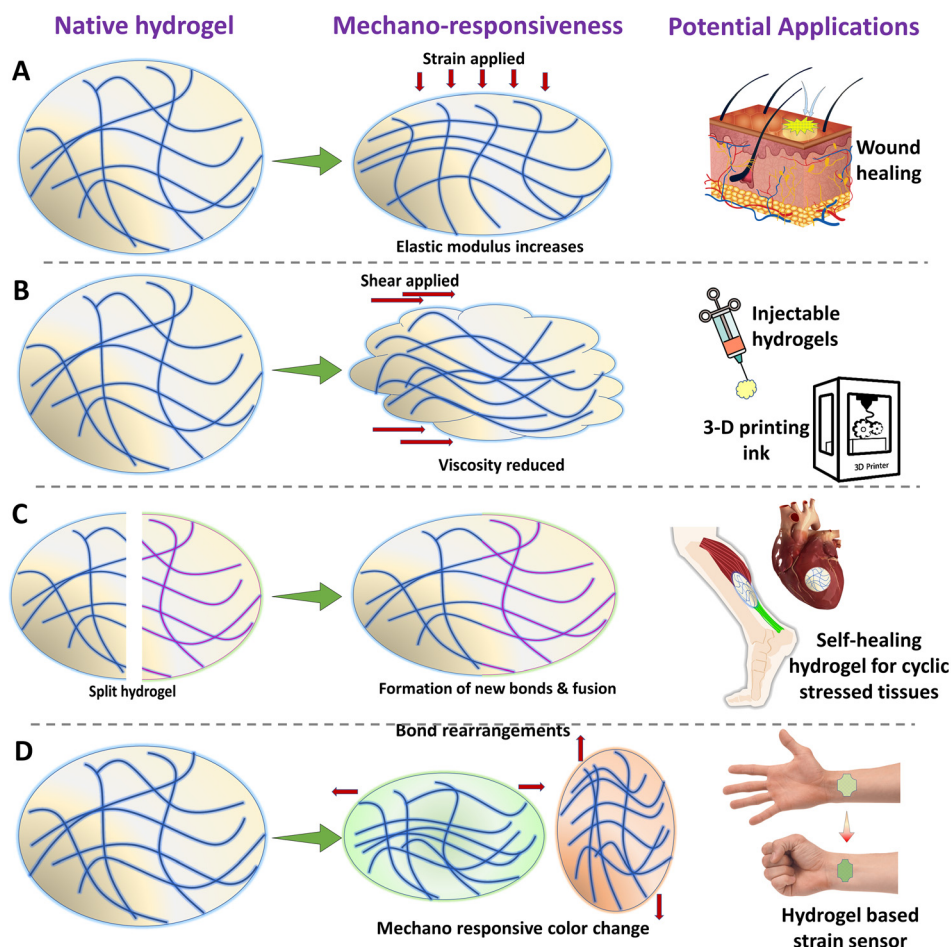 Native hydrogel
Mechano-responsiveness
Potential Applications
A
Strain applied
Elastic modulus increases
Wound
healing
B
Shear applied
Viscosity reduced
Injectable
hydrogels
3-D printing
ink
3D Printer
C
Split hydrogel
Formation of new bonds & fusion
Self-healing
hydrogel for cyclic
stressed tissues
D
Bond rearrangements
Mechano responsive color change
Hydrogel based
strain sensor